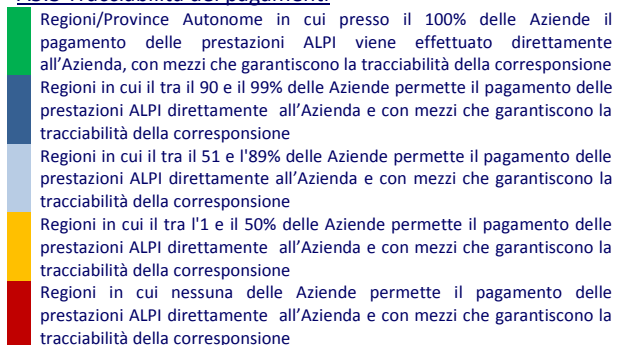 Regioni/Province Autonome in cui presso il 100% delle Aziende il
pagamento delle prestazioni ALPI viene effettuato direttamente
all'Azienda, con mezzi che garantiscono la tracciabilità della corresponsione
Regioni in cui il tra il 90 e il 99% delle Aziende permette il pagamento delle
prestazioni ALPI direttamente all'Azienda e con mezzi che garantiscono la
tracciabilità della corresponsione
Regioni in cui il tra il 51 e l'89% delle Aziende permette il pagamento delle
prestazioni ALPI direttamente all'Azienda e con mezzi che garantiscono la
tracciabilità della corresponsione
Regioni in cui il tra l'1 e il 50% delle Aziende permette il pagamento delle
prestazioni ALPI direttamente all'Azienda e con mezzi che garantiscono la
tracciabilità della corresponsione
Regioni in cui nessuna delle Aziende permette il pagamento delle
prestazioni ALPI direttamente all'Azienda e con mezzi che garantiscono la
tracciabilità della corresponsione